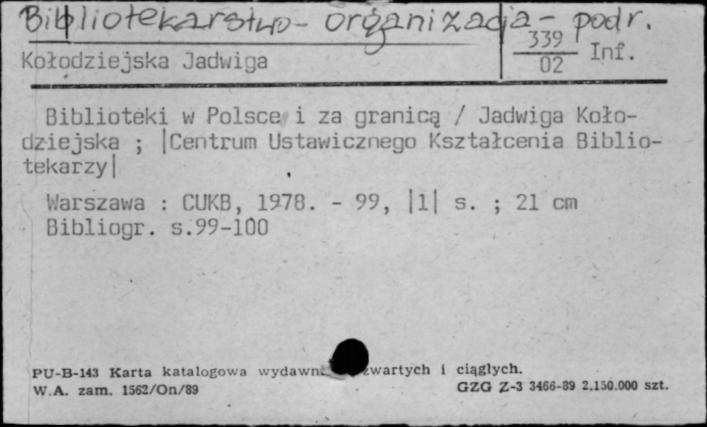 Bibliotekarstwo - organizacja - podr.
Kołodziejska Jadwiga
339
02
Inf.
Biblioteki w Polsce i za granicą / Jadwiga Koło-
dziejska ; |Centrum Ustawicznego Kształcenia Biblio-
tekarzy|
Warszawa : CUKB, 1978. - 99, |1| s. ; 21 cm
Bibliogr. s.99-100
PU-B-143 Karta katalogowa wydawn. zwartych i ciągłych.
W.A. zam. 1562/On/89
GZG Z-3 3466-89 2.150.000 szt.